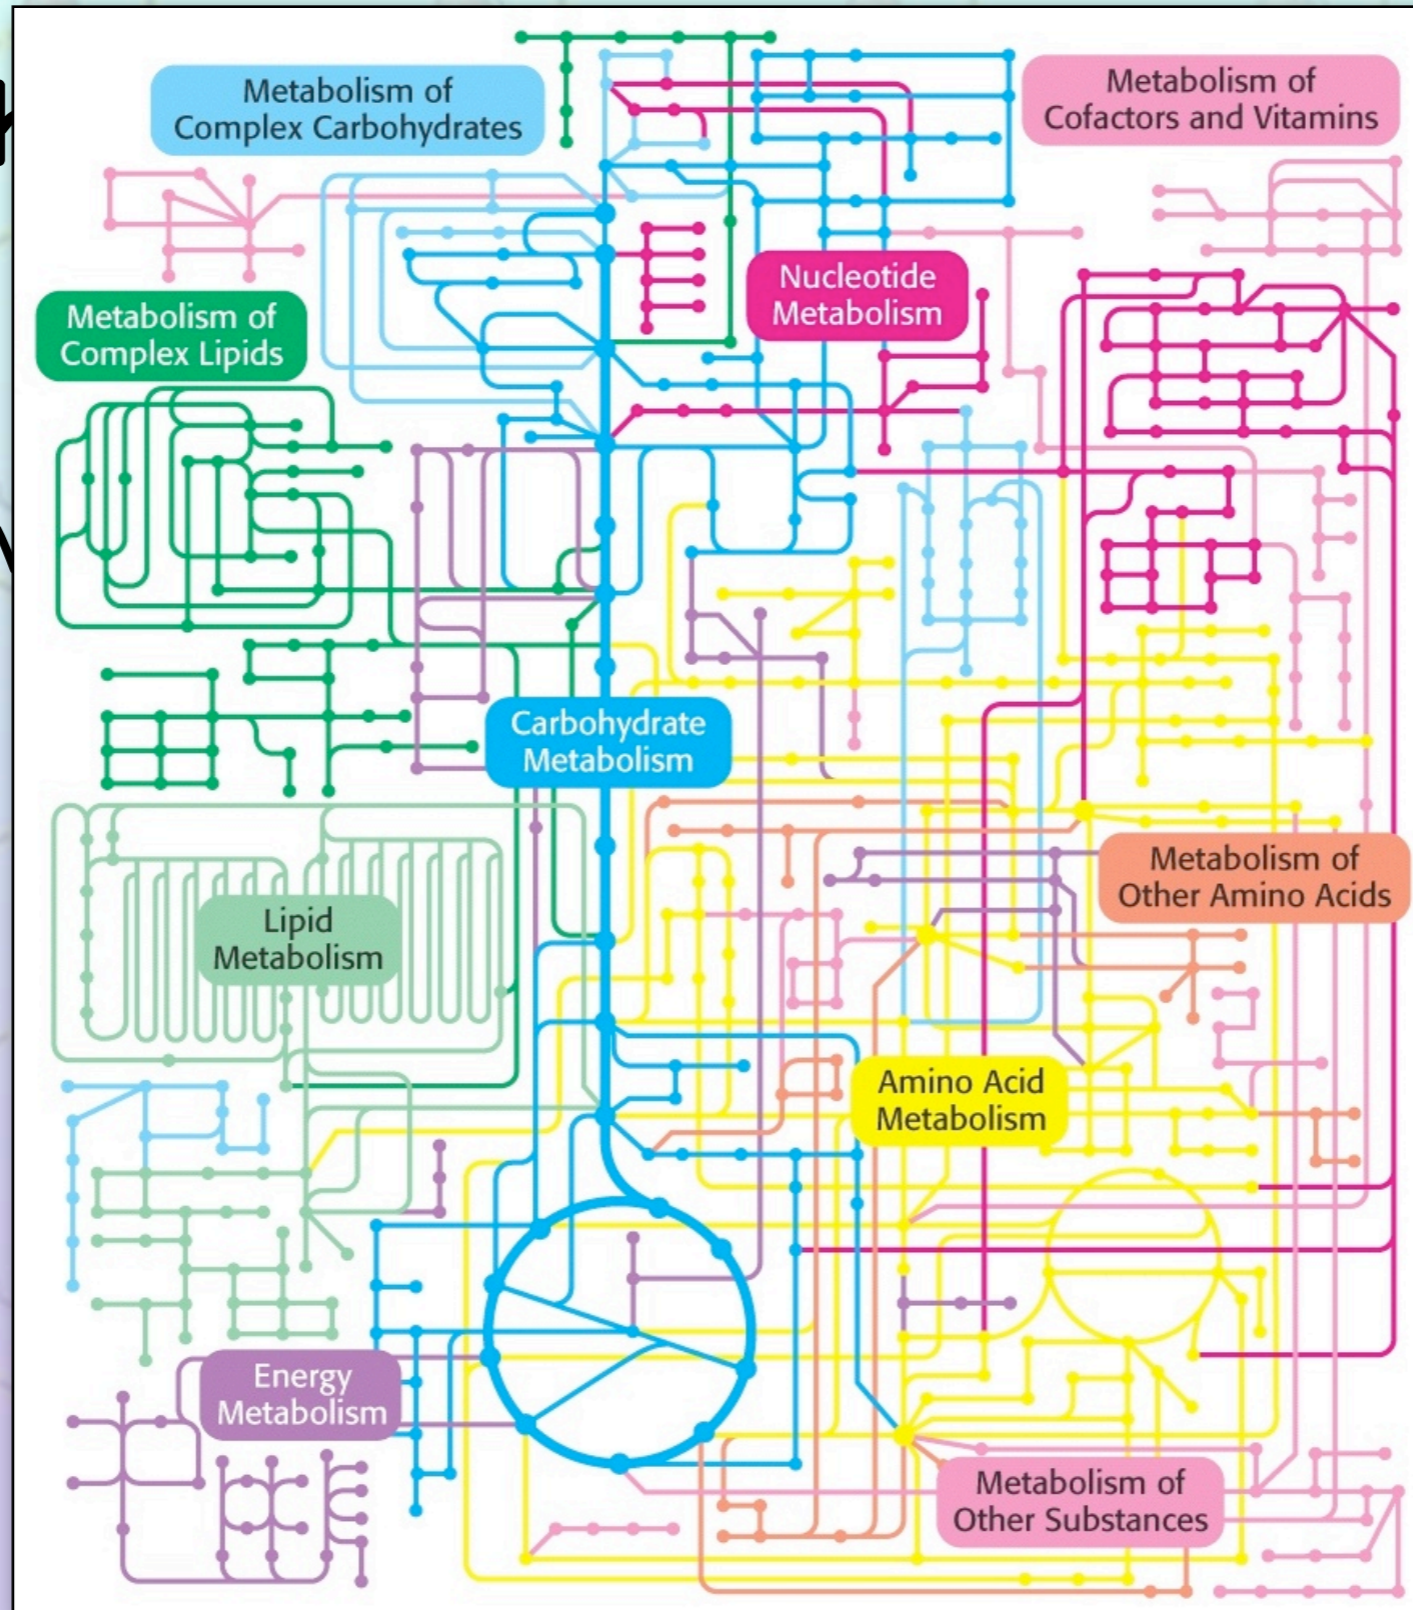 Metabolism of
Complex Carbohydrates
Metabolism of
Cofactors and Vitamins
Nucleotide
Metabolism
Metabolism of
Complex Lipids
Carbohydrate
Metabolism
Metabolism of
Other Amino Acids
Lipid
Metabolism
Amino Acid
Metabolism
Energy
Metabolism
Metabolism of
Other Substances